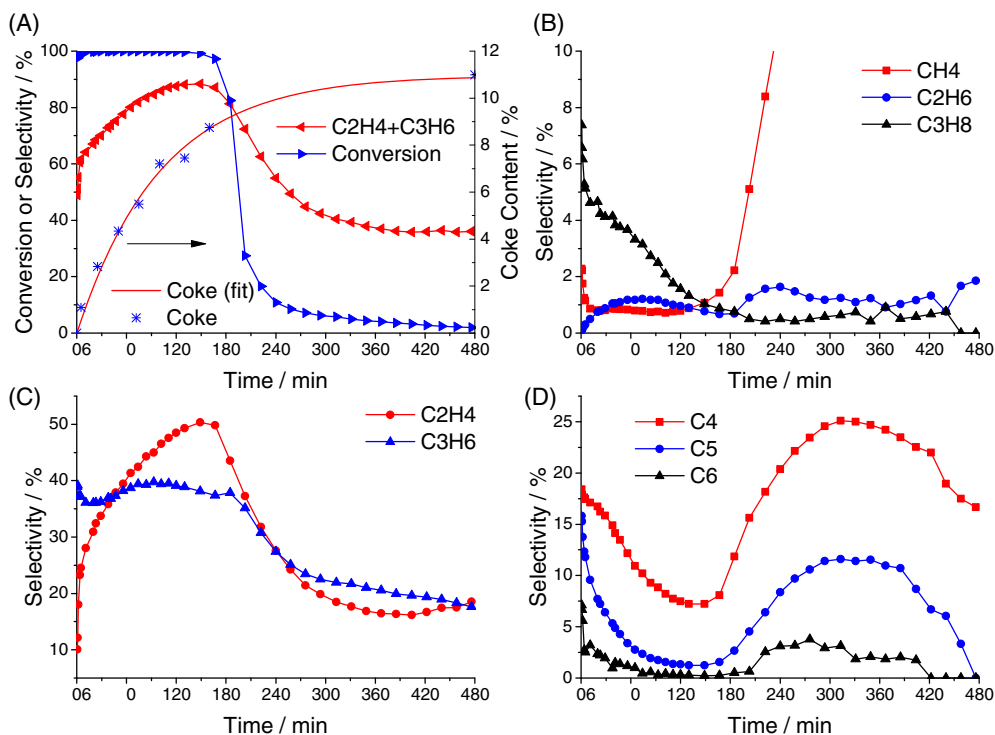 (A)
Conversion or Selectivity / %
100
80
60
40
20
0
12
10
8
6
4
2
0
Coke Content / %
C2H4+C3H6
Conversion
Coke (fit)
Coke
06 0 120 180 240 300 360 420 480
Time / min
(B)
Selectivity / %
10
8
6
4
2
0
CH4
C2H6
C3H8
06 0 120 180 240 300 360 420 480
Time / min
(C)
Selectivity / %
50
40
30
20
10
C2H4
C3H6
06 0 120 180 240 300 360 420 480
Time / min
(D)
Selectivity / %
25
20
15
10
5
0
C4
C5
C6
06 0 120 180 240 300 360 420 480
Time / min